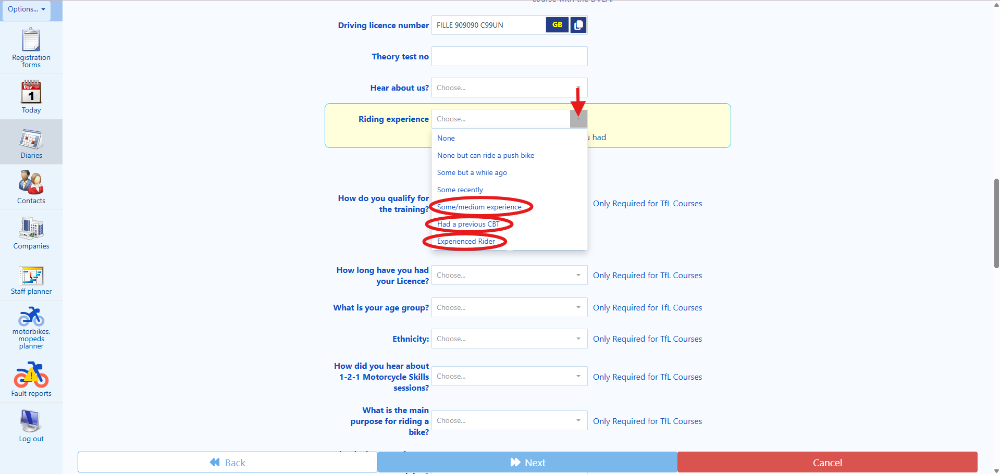 Options...
Registration
forms
Day
1
Today
Diaries
Contacts
Companies
Staff planner
motorbikes,
mopeds
planner
Fault reports
Log out
Driving licence number FILLE 909090 C99UN GB
Theory test no
Hear about us? Choose...
Riding experience Choose...
had
None
None but can ride a push bike
Some but a while ago
Some recently
Some/medium experience
Had a previous CBT
Experienced Rider
How do you qualify for
the training?
Only Required for TfL Courses
How long have you had
your Licence?
Choose...
Only Required for TfL Courses
What is your age group? Choose... Only Required for TfL Courses
Ethnicity: Choose... Only Required for TfL Courses
How did you hear about
1-2-1 Motorcycle Skills
sessions?
Choose...
Only Required for TfL Courses
What is the main
purpose for riding a
bike?
Choose...
Only Required for TfL Courses
Back
Next
Cancel